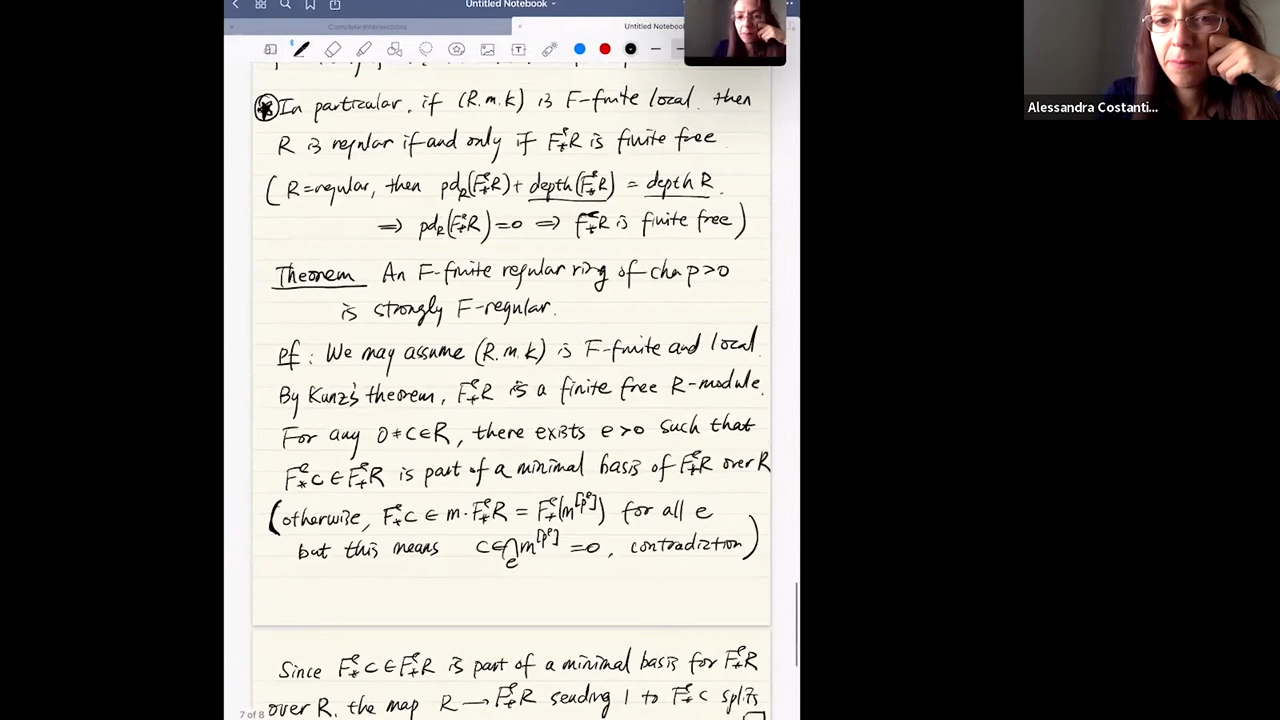 Untitled Notebook
Complete Intersections
Untitled Notebook
Alessandra Costanti...
In particular, if (R.m.k) is F-finite local. then
R is regular if and only if F^e_*R is finite free
(R=regular, then pd_R(F^e_*R) + depth(F^e_*R) = depth R.
⇒ pd_R(F^e_*R) = 0 ⇒ F^e_*R is finite free)
Theorem An F-finite regular ring of cha p>0
is strongly F-regular.
Pf: We may assume (R.m.k) is F-finite and local.
By Kunz's theorem, F^e_*R is a finite free R-module.
For any 0≠c∈R, there exists e>0 such that
F^e_*c ∈ F^e_*R is part of a minimal basis of F^e_*R over R
(otherwise, F^e_*c ∈ m·F^e_*R = F^e_*(m^[p^e]) for all e
but this means c∈∩_e m^[p^e] = 0, contradiction)
Since F^e_*c ∈ F^e_*R is part of a minimal basis for F^e_*R
over R. the map R → F^e_*R sending 1 to F^e_*c splits
7 of 8